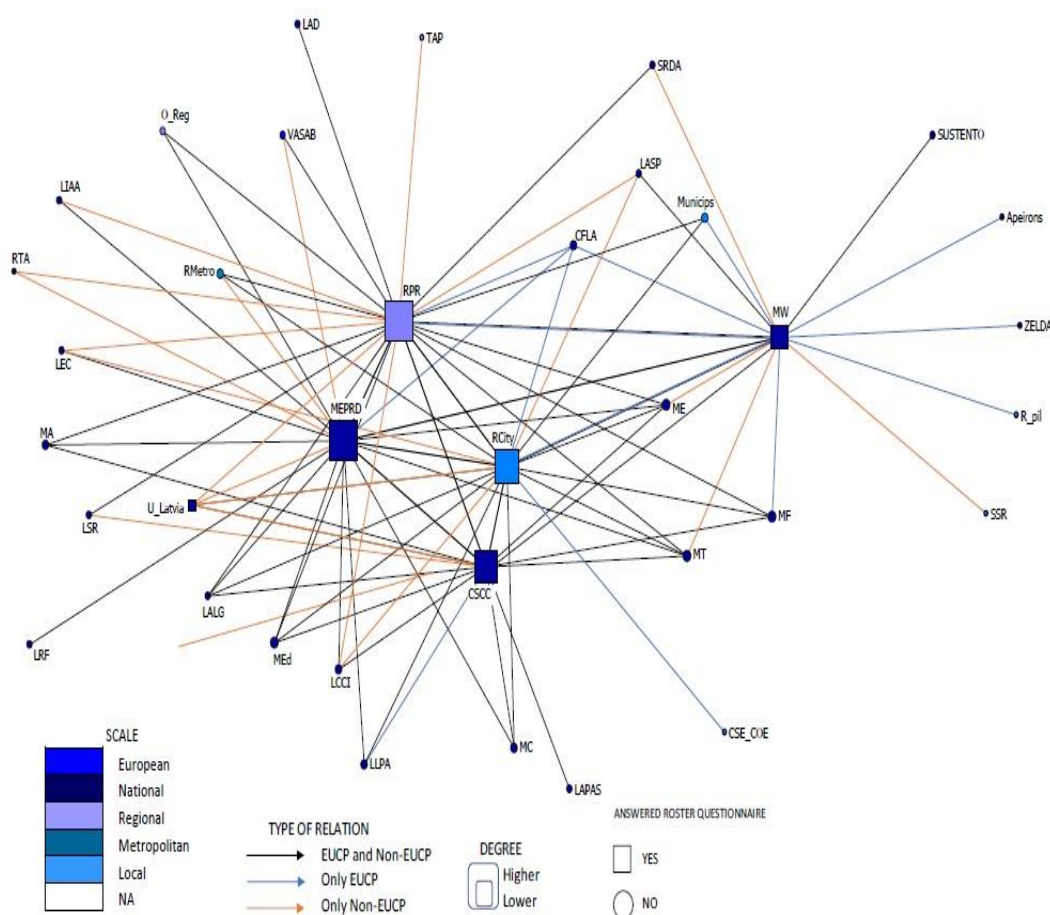 LAD
TAP
SRDA
O_Reg
VASAB
SUSTENTO
LASP
LIAA
Municips
Apeirons
CFLA
RTA
RMetro
RPR
MW
ZELDA
LEC
MEPRD
ME
R_pil
MA
RCity
U_Latvia
LSR
MF
SSR
MT
CSCC
LALG
LRF
MEd
LCCI
CSE_COE
MC
LLPA
LAPAS
SCALE
European
National
Regional
Metropolitan
Local
NA
TYPE OF RELATION
EUCP and Non-EUCP
Only EUCP
Only Non-EUCP
DEGREE
Higher
Lower
ANSWERED ROSTER QUESTIONNAIRE
YES
NO